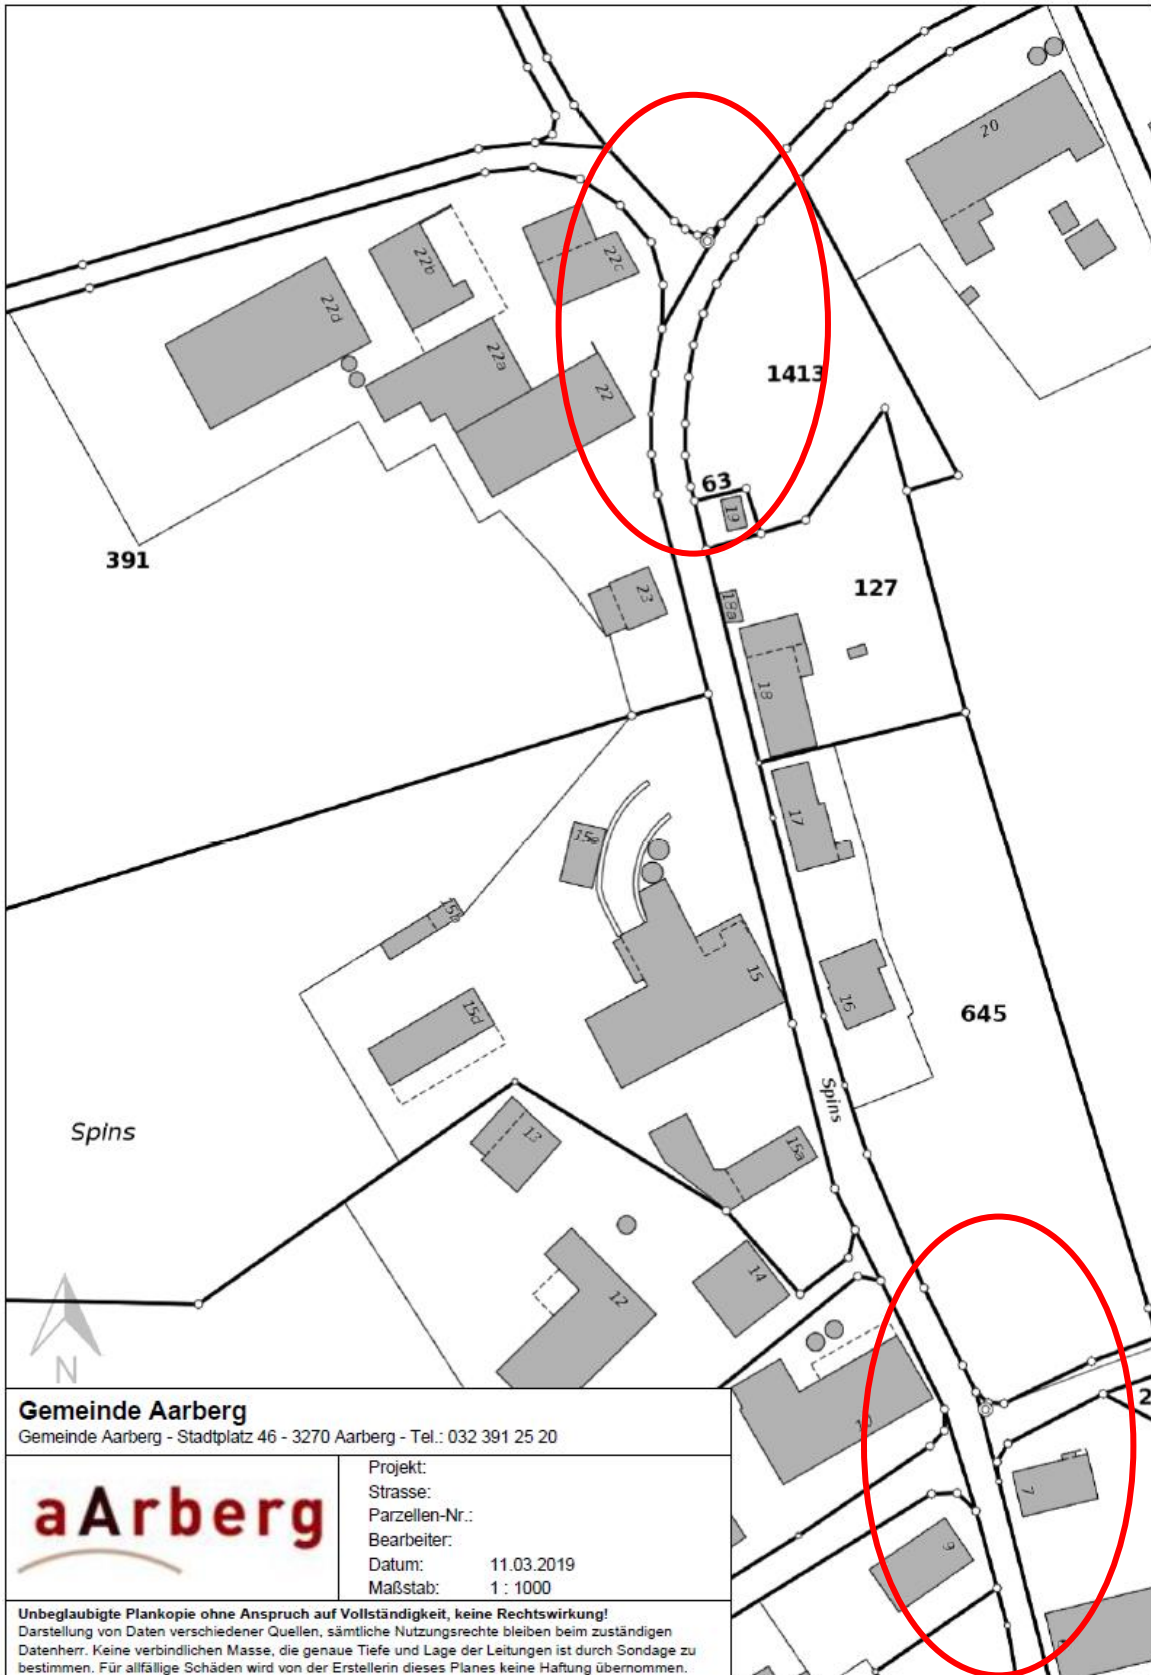 20
22b
22c
22d
22a
22
1413
63
19
391
23
127
18a
18
17
15e
15b
15
16
15d
645
Spins
Spins
13
15a
14
12
N
10
2
7
9
Gemeinde Aarberg
Gemeinde Aarberg - Stadtplatz 46 - 3270 Aarberg - Tel.: 032 391 25 20
aArberg
Projekt:
Strasse:
Parzellen-Nr.:
Bearbeiter:
Datum: 11.03.2019
Maßstab: 1 : 1000
Unbeglaubigte Plankopie ohne Anspruch auf Vollständigkeit, keine Rechtswirkung!
Darstellung von Daten verschiedener Quellen, sämtliche Nutzungsrechte bleiben beim zuständigen
Datenherr. Keine verbindlichen Masse, die genaue Tiefe und Lage der Leitungen ist durch Sondage zu
bestimmen. Für allfällige Schäden wird von der Erstellerin dieses Planes keine Haftung übernommen.